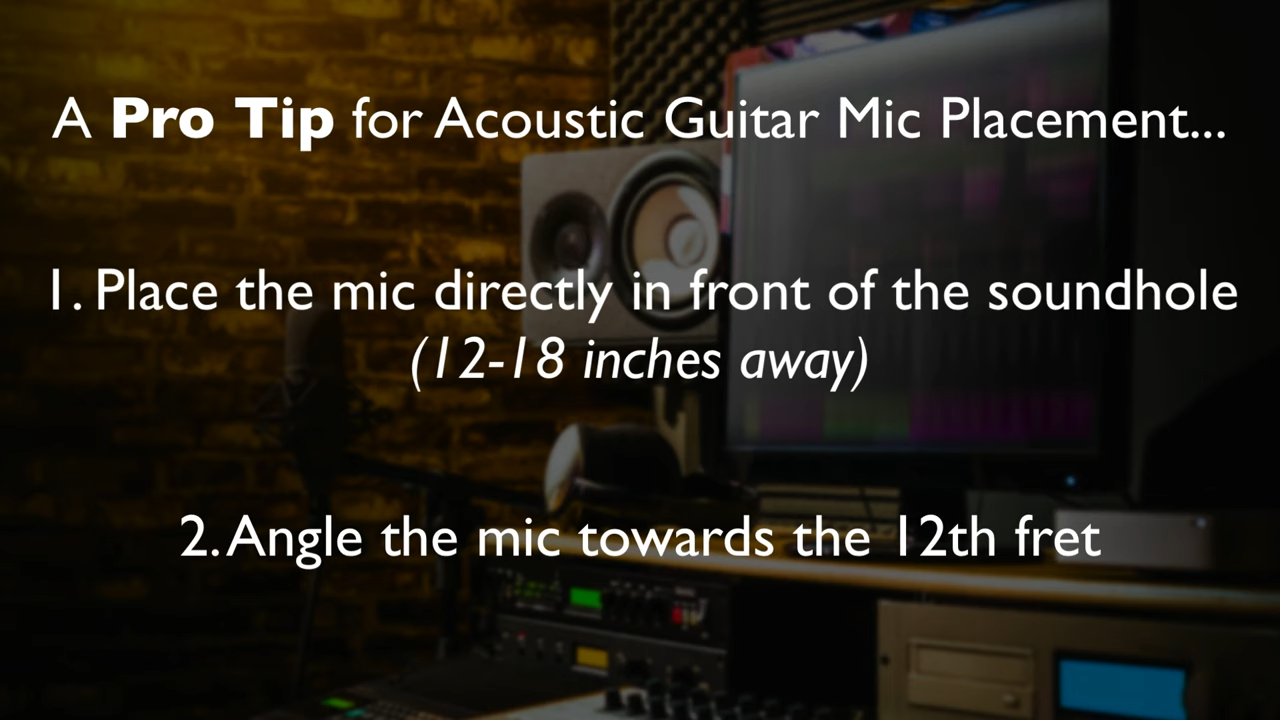 A Pro Tip for Acoustic Guitar Mic Placement...
1. Place the mic directly in front of the soundhole
(12-18 inches away)
2. Angle the mic towards the 12th fret